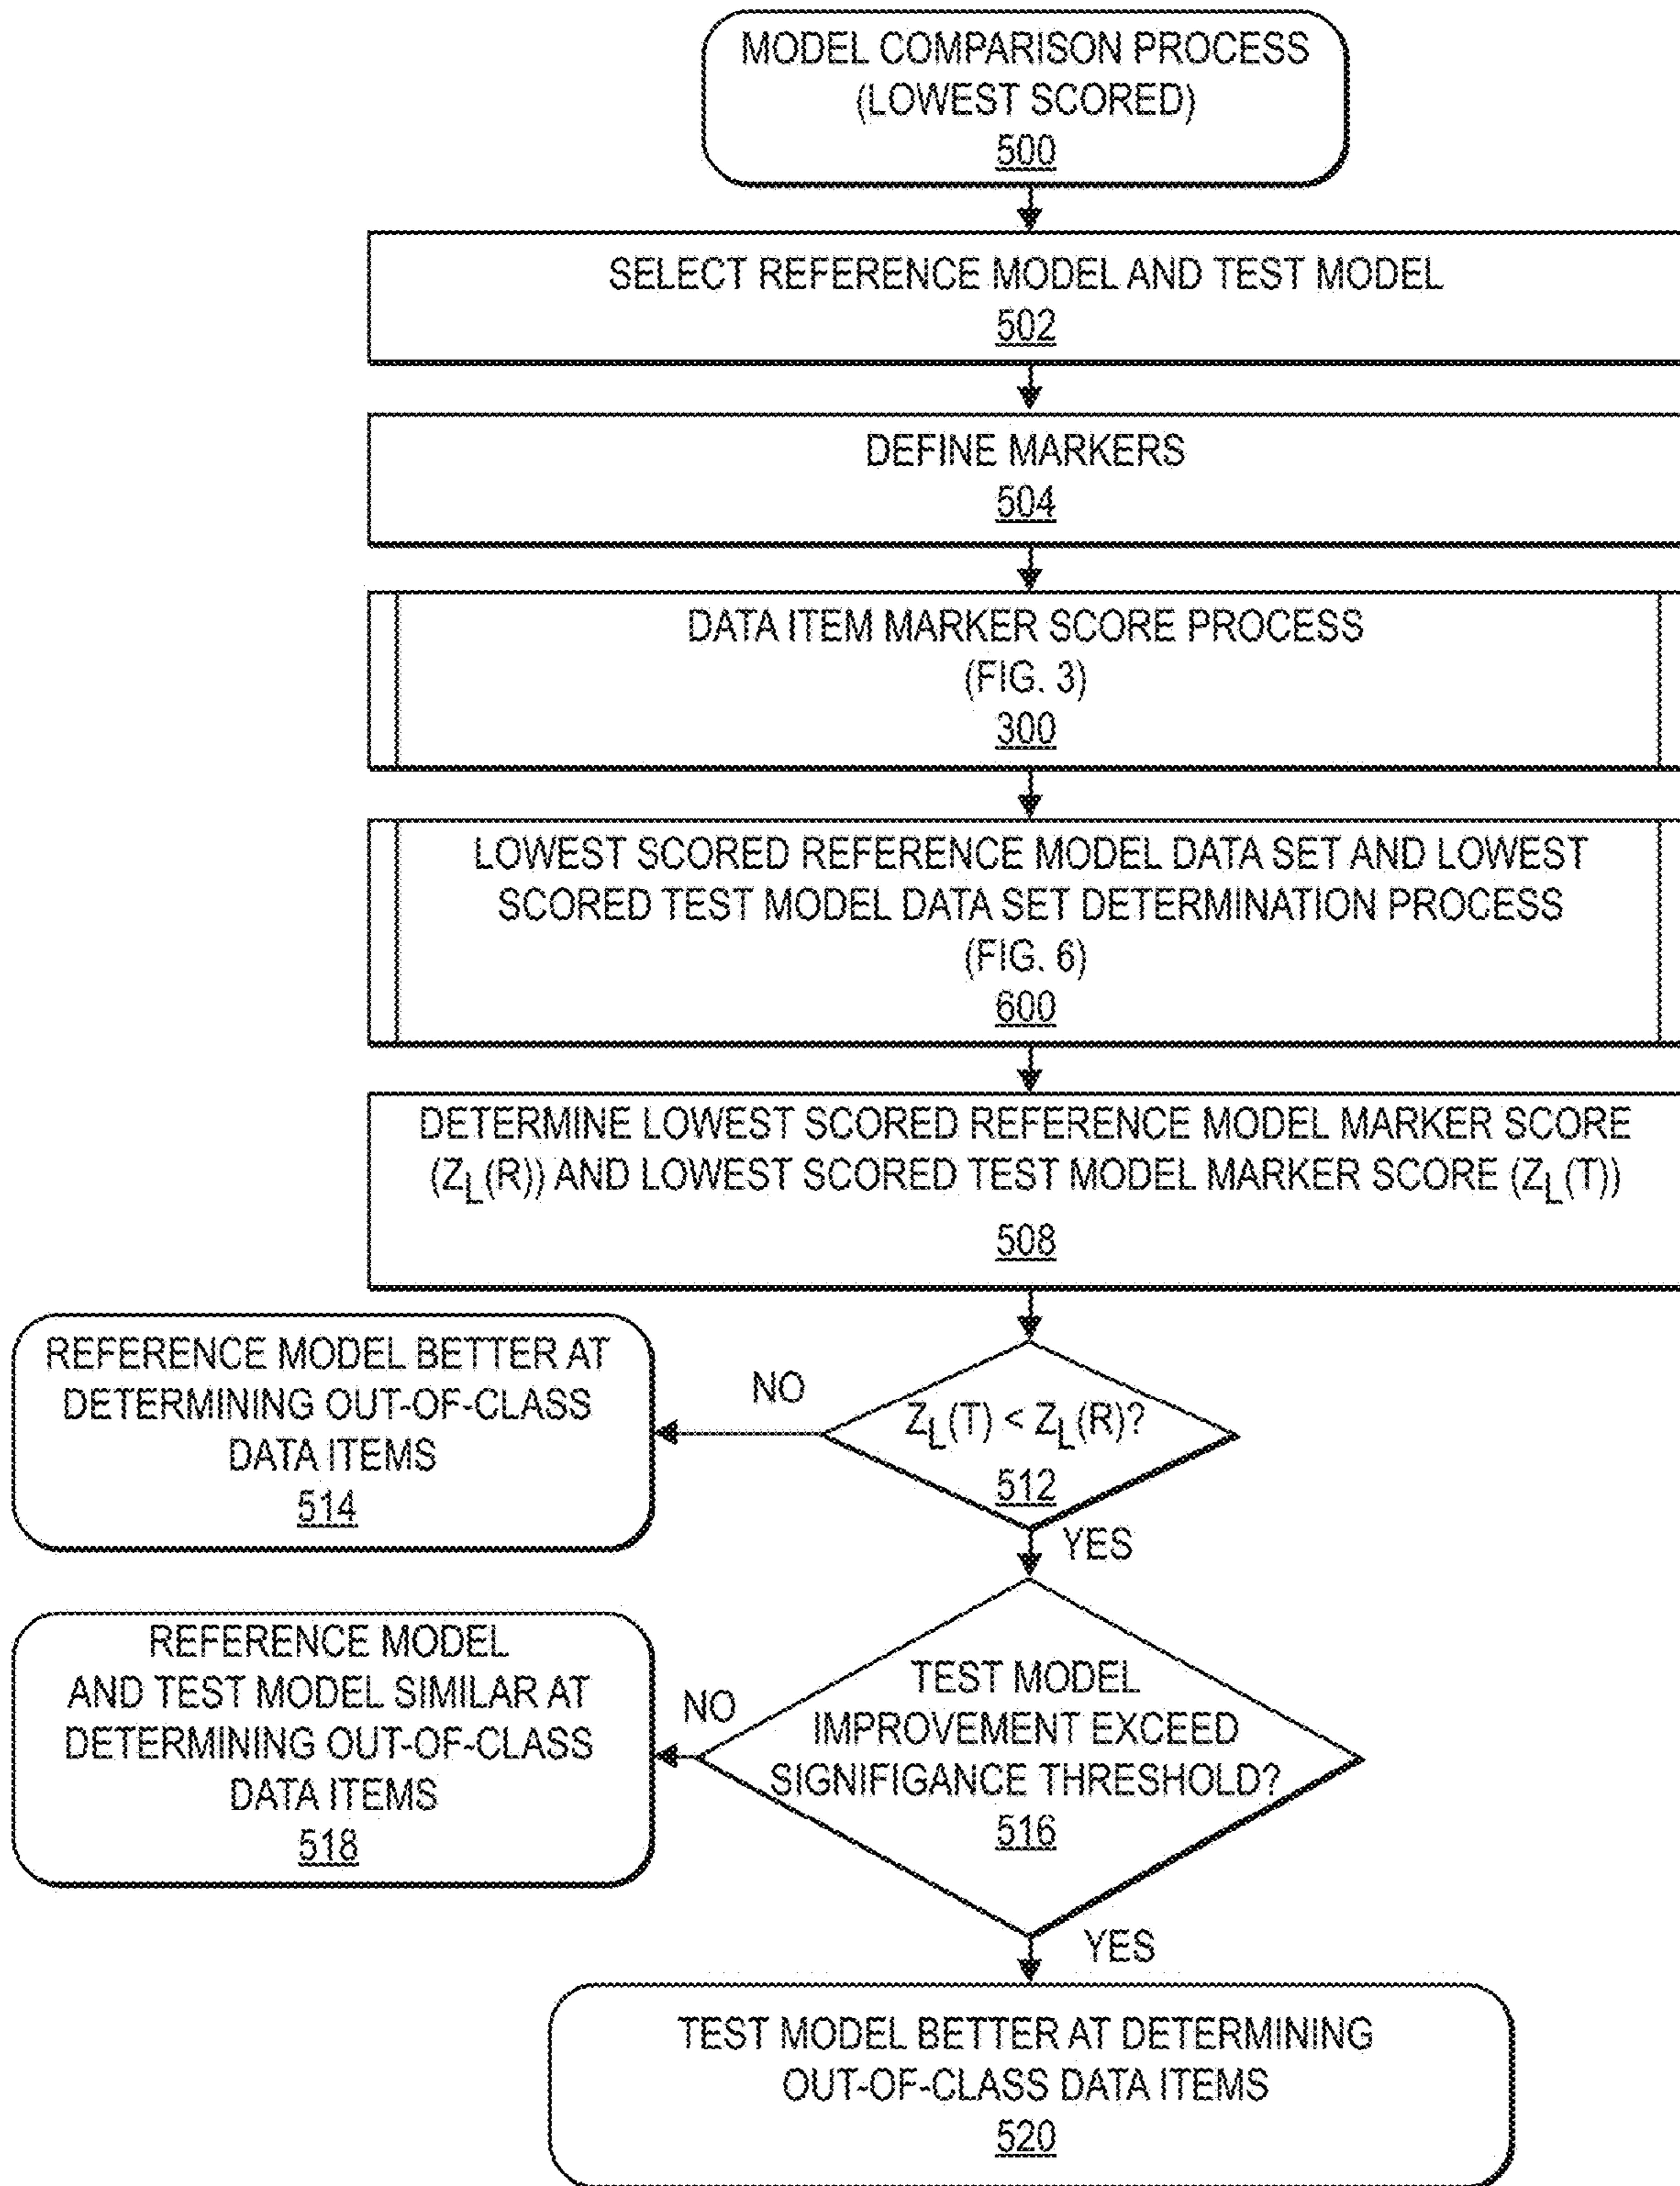 MODEL COMPARISON PROCESS
(LOWEST SCORED)
500
SELECT REFERENCE MODEL AND TEST MODEL
502
DEFINE MARKERS
504
DATA ITEM MARKER SCORE PROCESS
(FIG. 3)
300
LOWEST SCORED REFERENCE MODEL DATA SET AND LOWEST
SCORED TEST MODEL DATA SET DETERMINATION PROCESS
(FIG. 6)
600
DETERMINE LOWEST SCORED REFERENCE MODEL MARKER SCORE
(Z_L(R)) AND LOWEST SCORED TEST MODEL MARKER SCORE (Z_L(T))
508
Z_L(T) < Z_L(R)?
512
NO
REFERENCE MODEL BETTER AT
DETERMINING OUT-OF-CLASS
DATA ITEMS
514
YES
TEST MODEL
IMPROVEMENT EXCEED
SIGNIFIGANCE THRESHOLD?
516
NO
REFERENCE MODEL
AND TEST MODEL SIMILAR AT
DETERMINING OUT-OF-CLASS
DATA ITEMS
518
YES
TEST MODEL BETTER AT DETERMINING
OUT-OF-CLASS DATA ITEMS
520